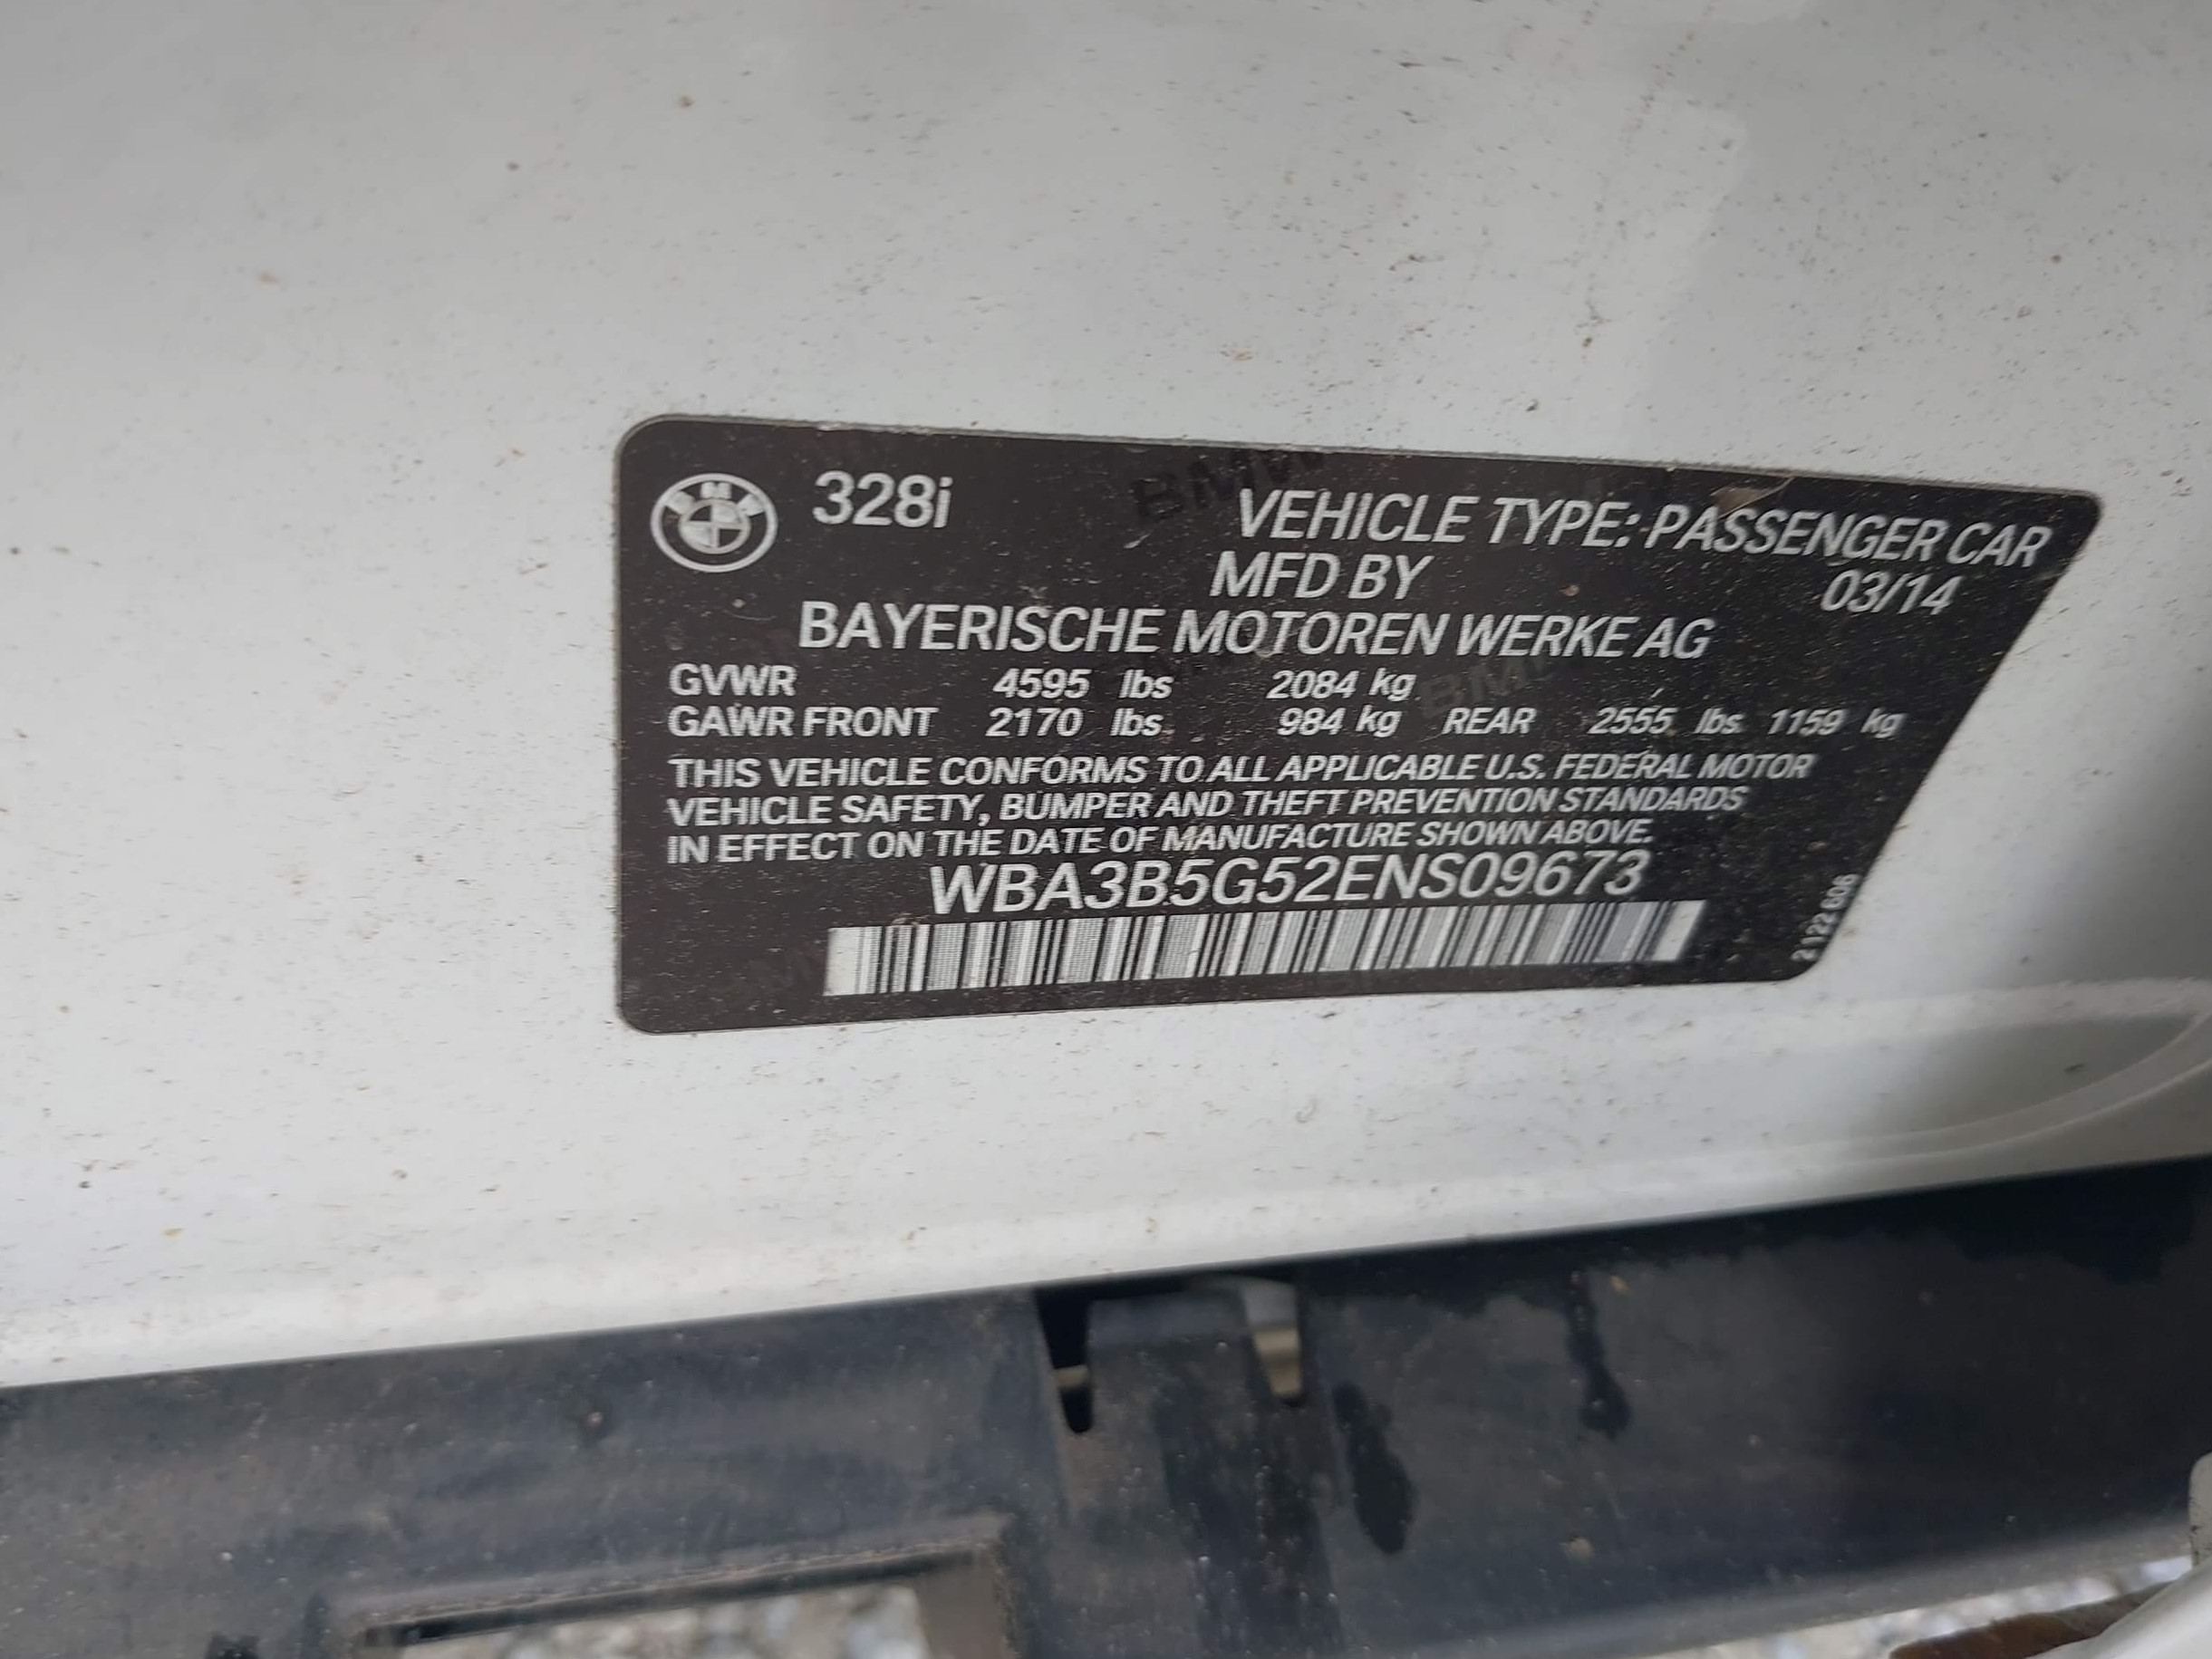 328i
VEHICLE TYPE: PASSENGER CAR
MFD BY
03/14
BAYERISCHE MOTOREN WERKE AG
GVWR 4595 lbs 2084 kg
GAWR FRONT 2170 lbs 984 kg REAR 2555 lbs 1159 kg
THIS VEHICLE CONFORMS TO ALL APPLICABLE U.S. FEDERAL MOTOR
VEHICLE SAFETY, BUMPER AND THEFT PREVENTION STANDARDS
IN EFFECT ON THE DATE OF MANUFACTURE SHOWN ABOVE.
WBA3B5G52ENS09673